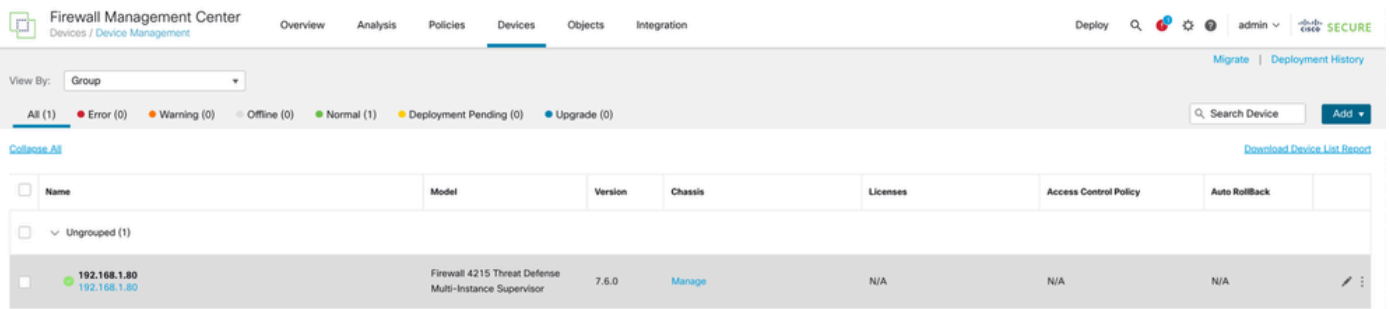 Firewall Management Center
Devices / Device Management
Overview Analysis Policies Devices Objects Integration
Deploy admin cisco SECURE
Migrate | Deployment History
View By: Group
All (1) Error (0) Warning (0) Offline (0) Normal (1) Deployment Pending (0) Upgrade (0)
Search Device Add
Collapse All Download Device List Report
Name Model Version Chassis Licenses Access Control Policy Auto RollBack
Ungrouped (1)
192.168.1.80
192.168.1.80
Firewall 4215 Threat Defense
Multi-Instance Supervisor
7.6.0 Manage N/A N/A N/A